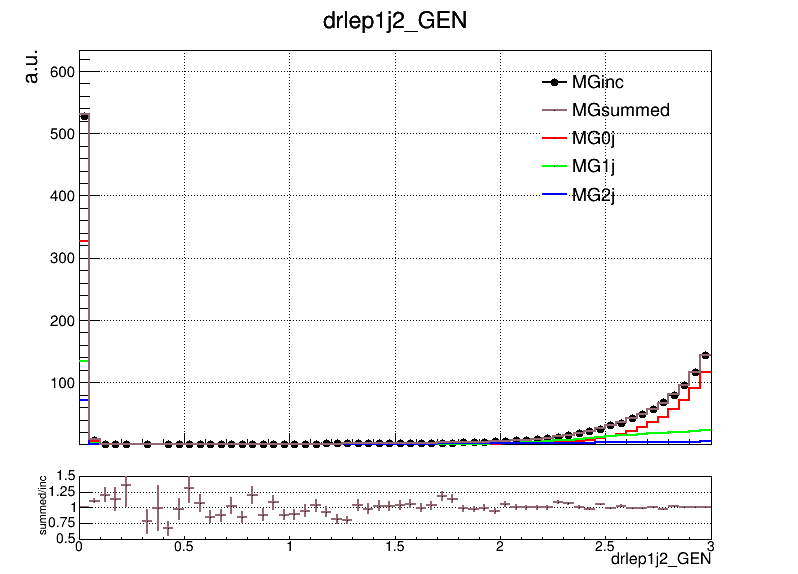 drlep1j2_GEN
a.u.
600
500
400
300
200
100
MGinc
MGsummed
MG0j
MG1j
MG2j
summed/inc
1.5
1.25
1
0.75
0.5
0 0.5 1 1.5 2 2.5 3
drlep1j2_GEN